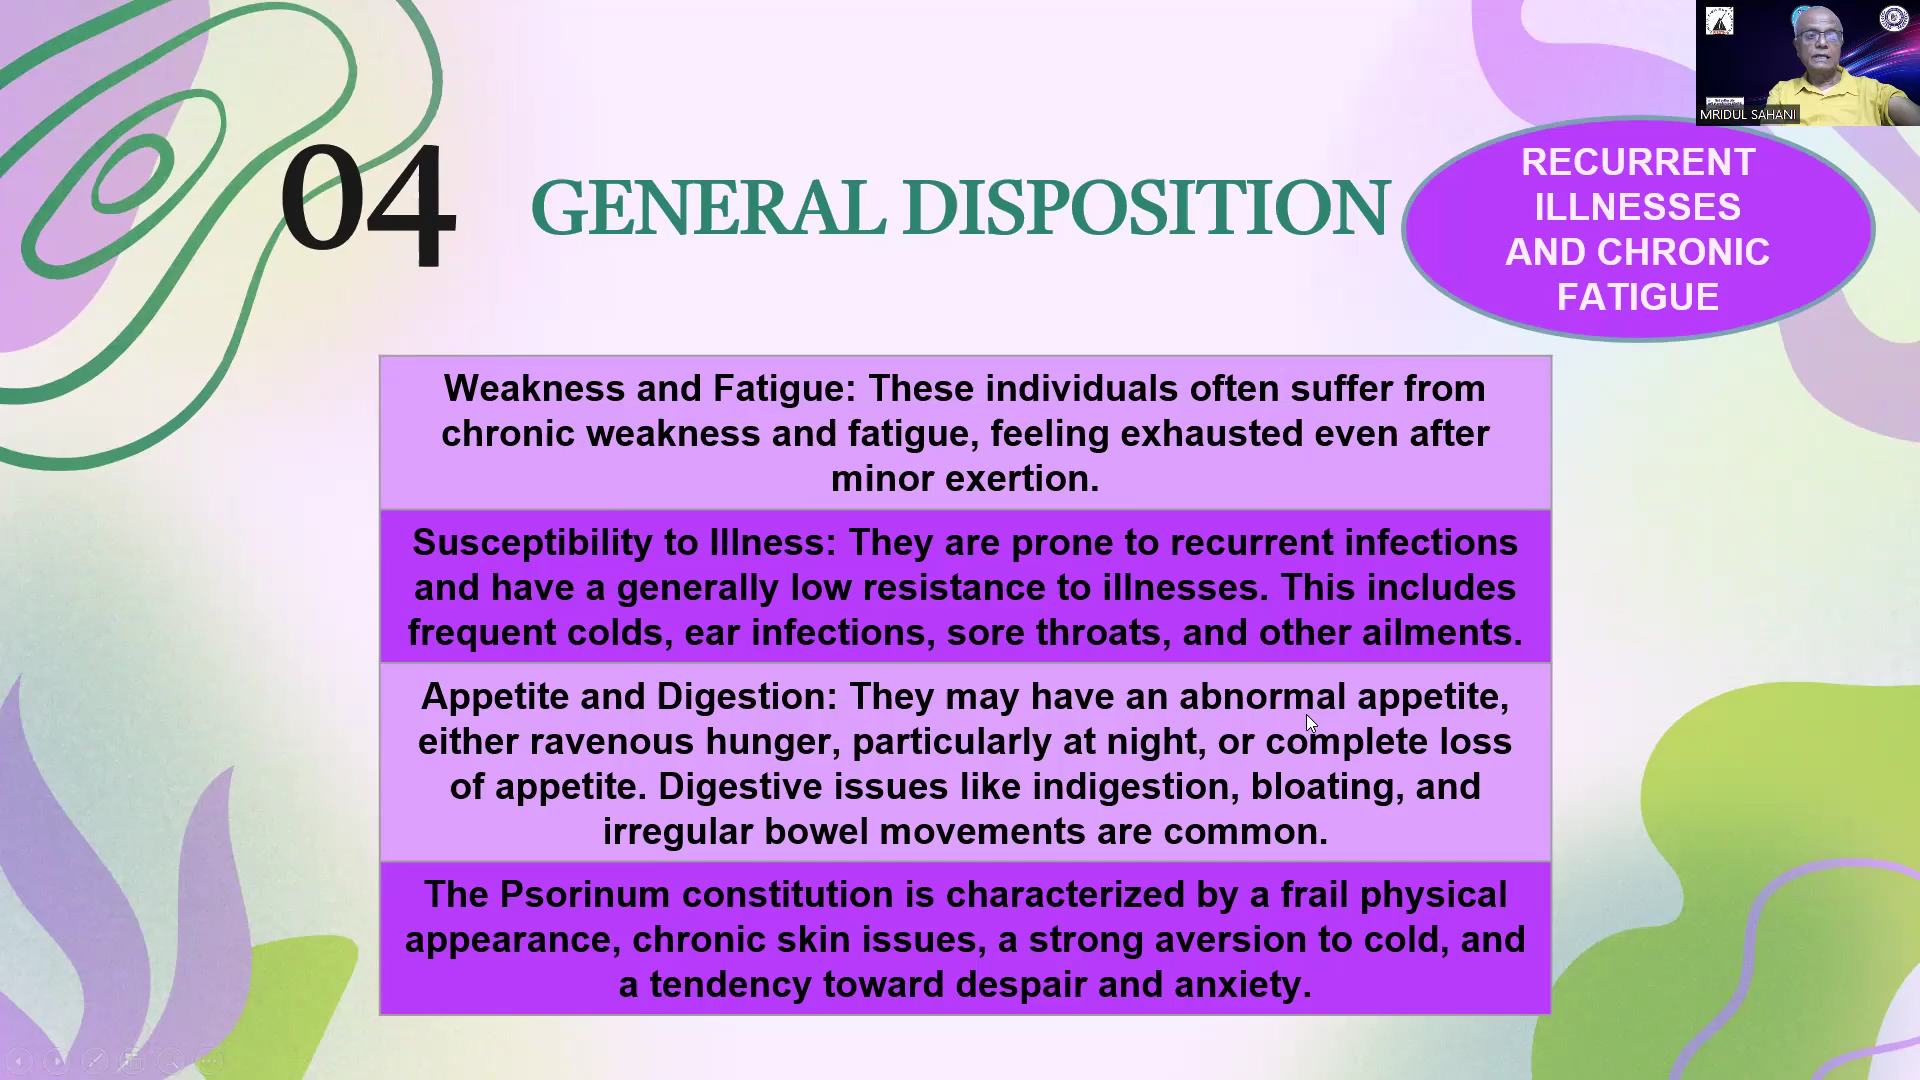 MRIDUL SAHANI
04
GENERAL DISPOSITION
RECURRENT
ILLNESSES
AND CHRONIC
FATIGUE
Weakness and Fatigue: These individuals often suffer from
chronic weakness and fatigue, feeling exhausted even after
minor exertion.
Susceptibility to Illness: They are prone to recurrent infections
and have a generally low resistance to illnesses. This includes
frequent colds, ear infections, sore throats, and other ailments.
Appetite and Digestion: They may have an abnormal appetite,
either ravenous hunger, particularly at night, or complete loss
of appetite. Digestive issues like indigestion, bloating, and
irregular bowel movements are common.
The Psorinum constitution is characterized by a frail physical
appearance, chronic skin issues, a strong aversion to cold, and
a tendency toward despair and anxiety.